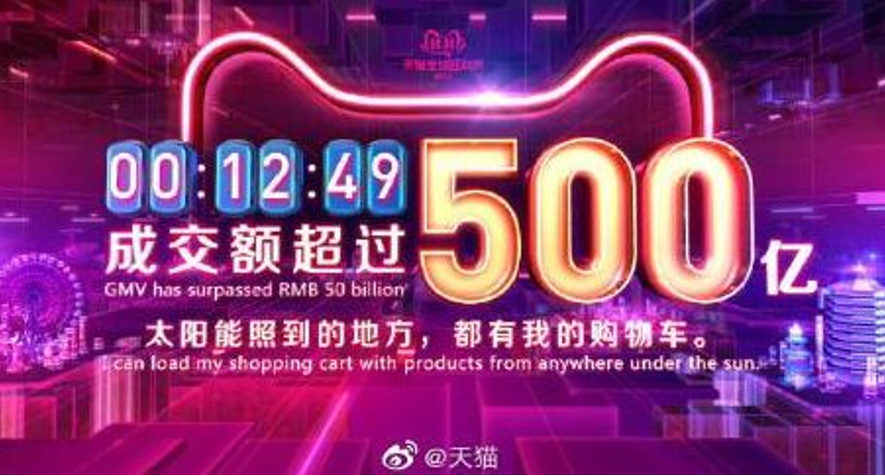 00:12:49
成交额超过
500亿
GMV has surpassed RMB 50 billion
太阳能照到的地方，都有我的购物车。
I can load my shopping cart with products from anywhere under the sun.
@天猫